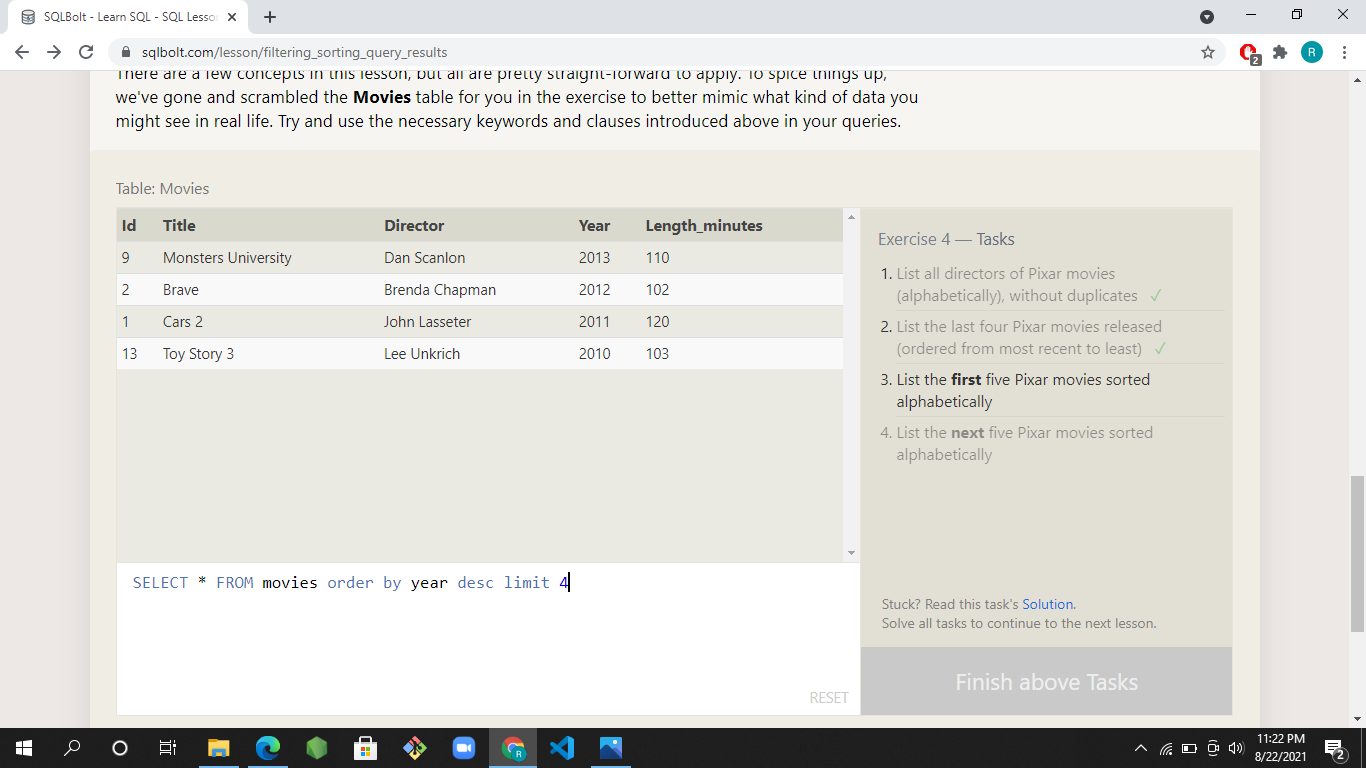 SQLBolt - Learn SQL - SQL Lesson
sqlbolt.com/lesson/filtering_sorting_query_results
R
2
There are a few concepts in this lesson, but all are pretty straight-forward to apply. To spice things up,
we've gone and scrambled the Movies table for you in the exercise to better mimic what kind of data you
might see in real life. Try and use the necessary keywords and clauses introduced above in your queries.
Table: Movies
Id Title Director Year Length_minutes
9 Monsters University Dan Scanlon 2013 110
2 Brave Brenda Chapman 2012 102
1 Cars 2 John Lasseter 2011 120
13 Toy Story 3 Lee Unkrich 2010 103
SELECT * FROM movies order by year desc limit 4
RESET
Exercise 4 — Tasks
1. List all directors of Pixar movies
(alphabetically), without duplicates ✓
2. List the last four Pixar movies released
(ordered from most recent to least) ✓
3. List the first five Pixar movies sorted
alphabetically
4. List the next five Pixar movies sorted
alphabetically
Stuck? Read this task's Solution.
Solve all tasks to continue to the next lesson.
Finish above Tasks
R
11:22 PM
8/22/2021
2